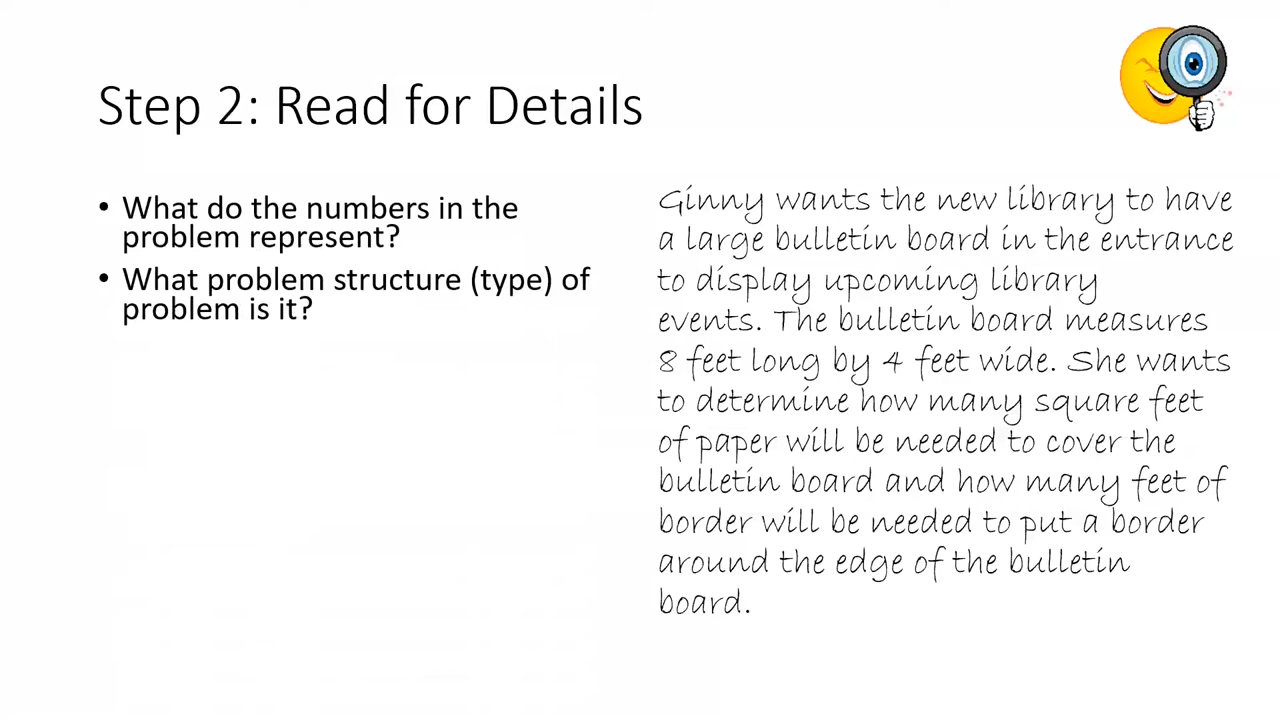 Step 2: Read for Details
• What do the numbers in the
problem represent?
• What problem structure (type) of
problem is it?
Ginny wants the new library to have
a large bulletin board in the entrance
to display upcoming library
events. The bulletin board measures
8 feet long by 4 feet wide. She wants
to determine how many square feet
of paper will be needed to cover the
bulletin board and how many feet of
border will be needed to put a border
around the edge of the bulletin
board.